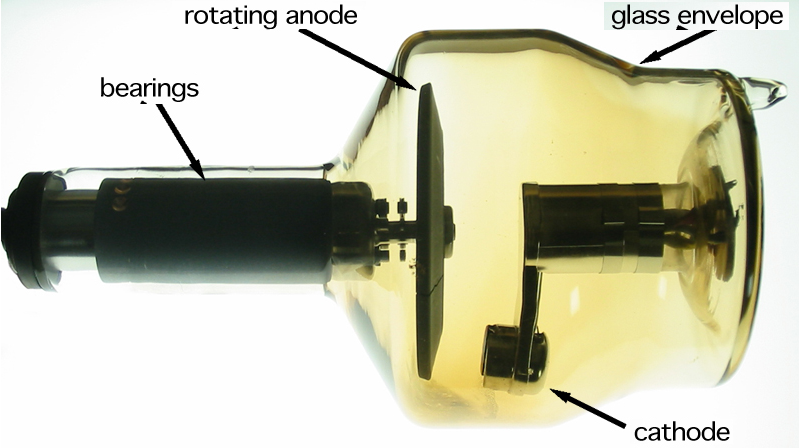 rotating anode
glass envelope
bearings
cathode